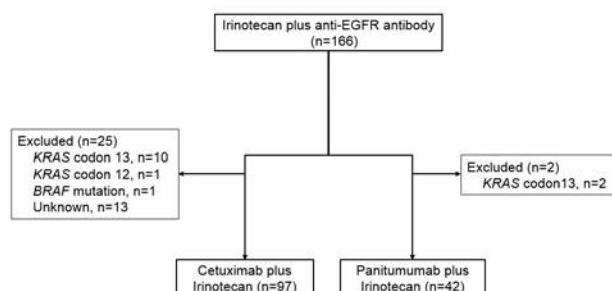 Irinotecan plus anti-EGFR antibody
(n=166)
Excluded (n=25)
KRAS codon 13, n=10
KRAS codon 12, n=1
BRAF mutation, n=1
Unknown, n=13
Excluded (n=2)
KRAS codon13, n=2
Cetuximab plus
Irinotecan (n=97)
Panitumumab plus
Irinotecan (n=42)